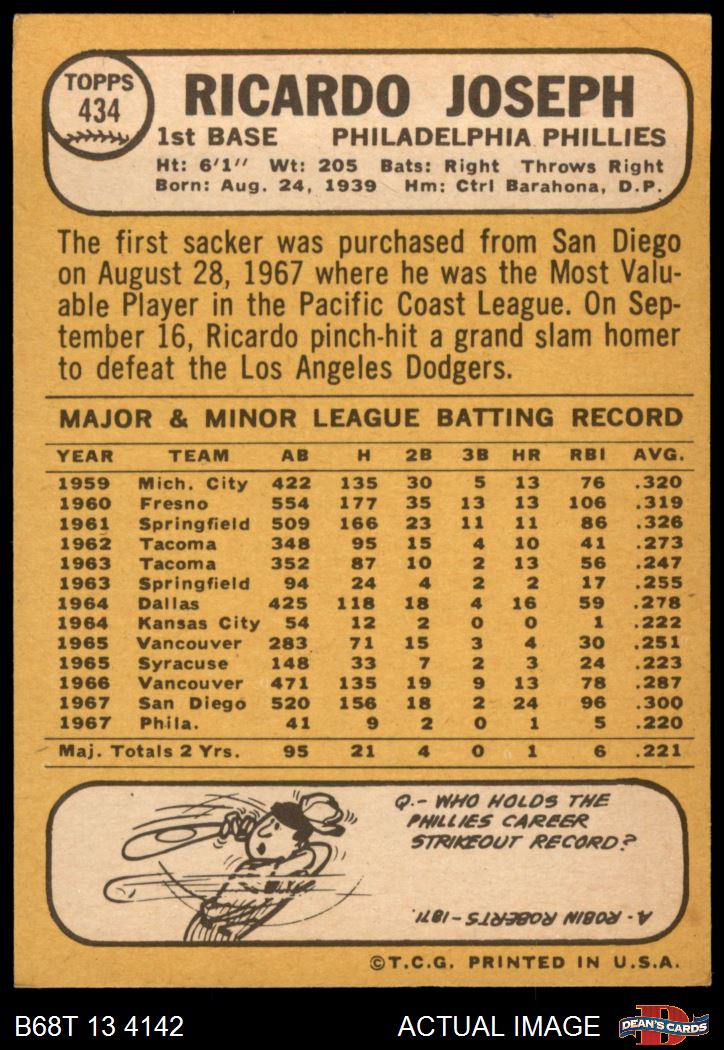 TOPPS
434
RICARDO JOSEPH
1st BASE PHILADELPHIA PHILLIES
Ht: 6'1" Wt: 205 Bats: Right Throws Right
Born: Aug. 24, 1939 Hm: Ctrl Barahona, D.P.
The first sacker was purchased from San Diego
on August 28, 1967 where he was the Most Valu-
able Player in the Pacific Coast League. On Sep-
tember 16, Ricardo pinch-hit a grand slam homer
to defeat the Los Angeles Dodgers.
MAJOR & MINOR LEAGUE BATTING RECORD
YEAR TEAM AB H 2B 3B HR RBI AVG.
1959 Mich. City 422 135 30 5 13 76 .320
1960 Fresno 554 177 35 13 13 106 .319
1961 Springfield 509 166 23 11 11 86 .326
1962 Tacoma 348 95 15 4 10 41 .273
1963 Tacoma 352 87 10 2 13 56 .247
1963 Springfield 94 24 4 2 2 17 .255
1964 Dallas 425 118 18 4 16 59 .278
1964 Kansas City 54 12 2 0 0 1 .222
1965 Vancouver 283 71 15 3 4 30 .251
1965 Syracuse 148 33 7 2 3 24 .223
1966 Vancouver 471 135 19 9 13 78 .287
1967 San Diego 520 156 18 2 24 96 .300
1967 Phila. 41 9 2 0 1 5 .220
Maj. Totals 2 Yrs. 95 21 4 0 1 6 .221
Q.- WHO HOLDS THE
PHILLIES CAREER
STRIKEOUT RECORD?
A- ROBIN ROBERTS-1871.
©T.C.G. PRINTED IN U.S.A.
B68T 13 4142 ACTUAL IMAGE
D
DEAN'S CARDS